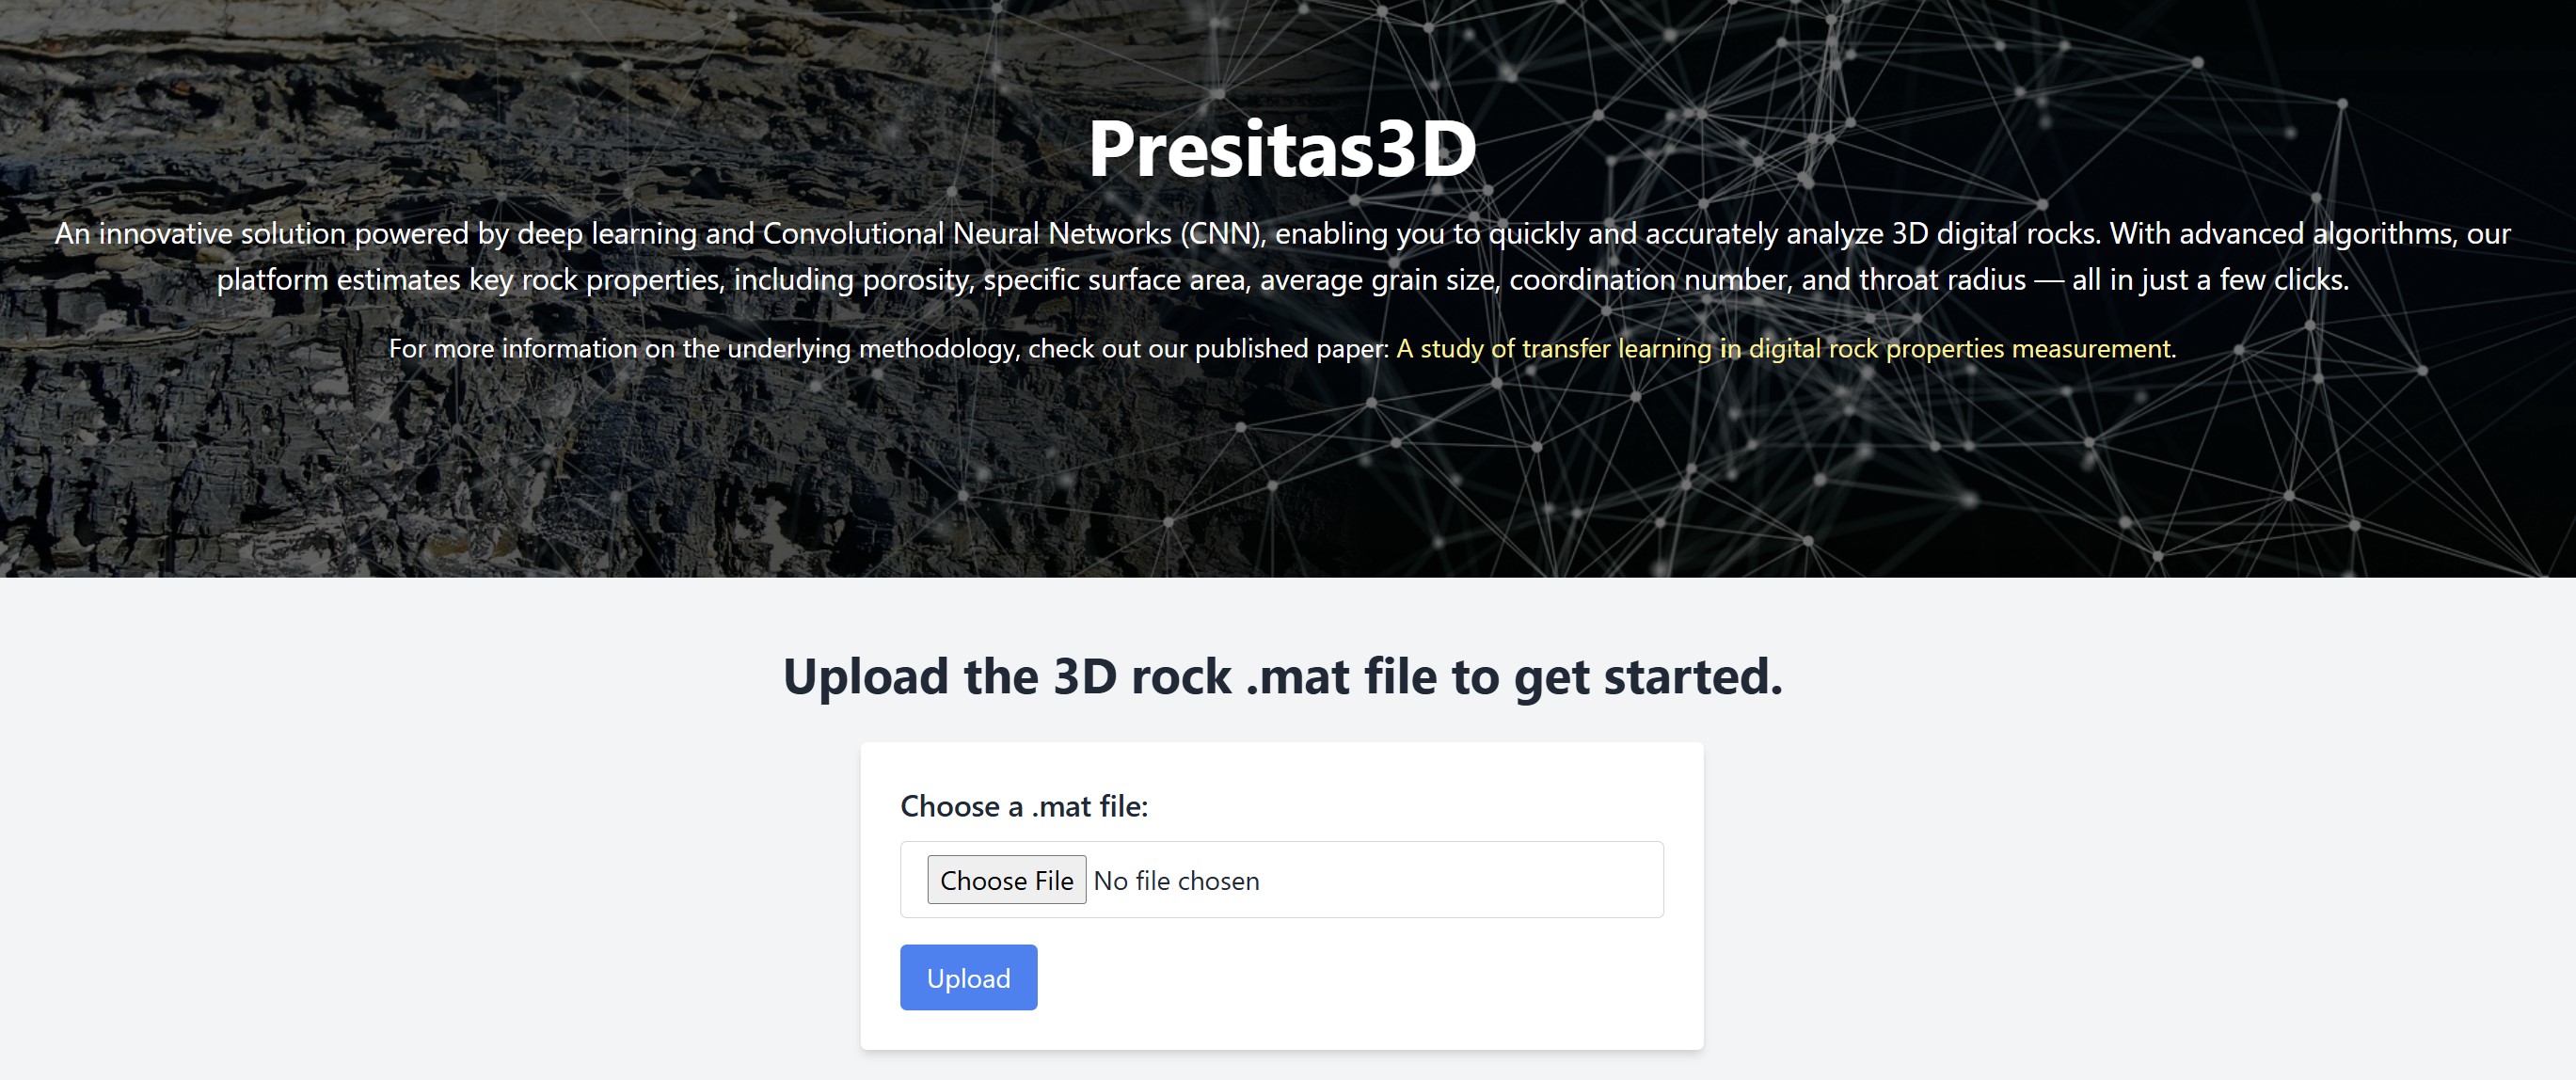 Presitas3D
An innovative solution powered by deep learning and Convolutional Neural Networks (CNN), enabling you to quickly and accurately analyze 3D digital rocks. With advanced algorithms, our
platform estimates key rock properties, including porosity, specific surface area, average grain size, coordination number, and throat radius — all in just a few clicks.
For more information on the underlying methodology, check out our published paper: A study of transfer learning in digital rock properties measurement.
Upload the 3D rock .mat file to get started.
Choose a .mat file:
Choose File No file chosen
Upload